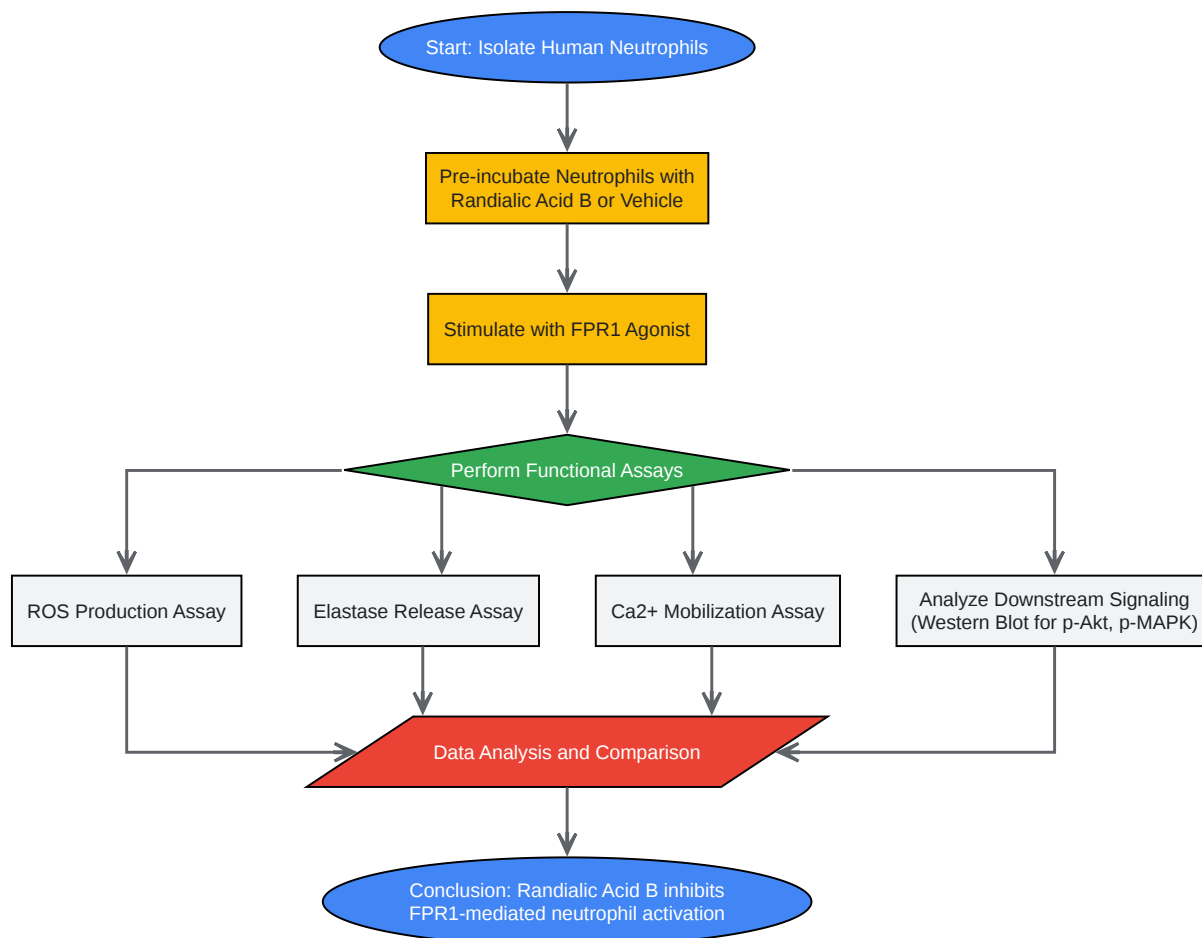 Start: Isolate Human Neutrophils
Pre-incubate Neutrophils with
Randialic Acid B or Vehicle
Stimulate with FPR1 Agonist
Perform Functional Assays
ROS Production Assay
Elastase Release Assay
Ca2+ Mobilization Assay
Analyze Downstream Signaling
(Western Blot for p-Akt, p-MAPK)
Data Analysis and Comparison
Conclusion: Randialic Acid B inhibits
FPR1-mediated neutrophil activation